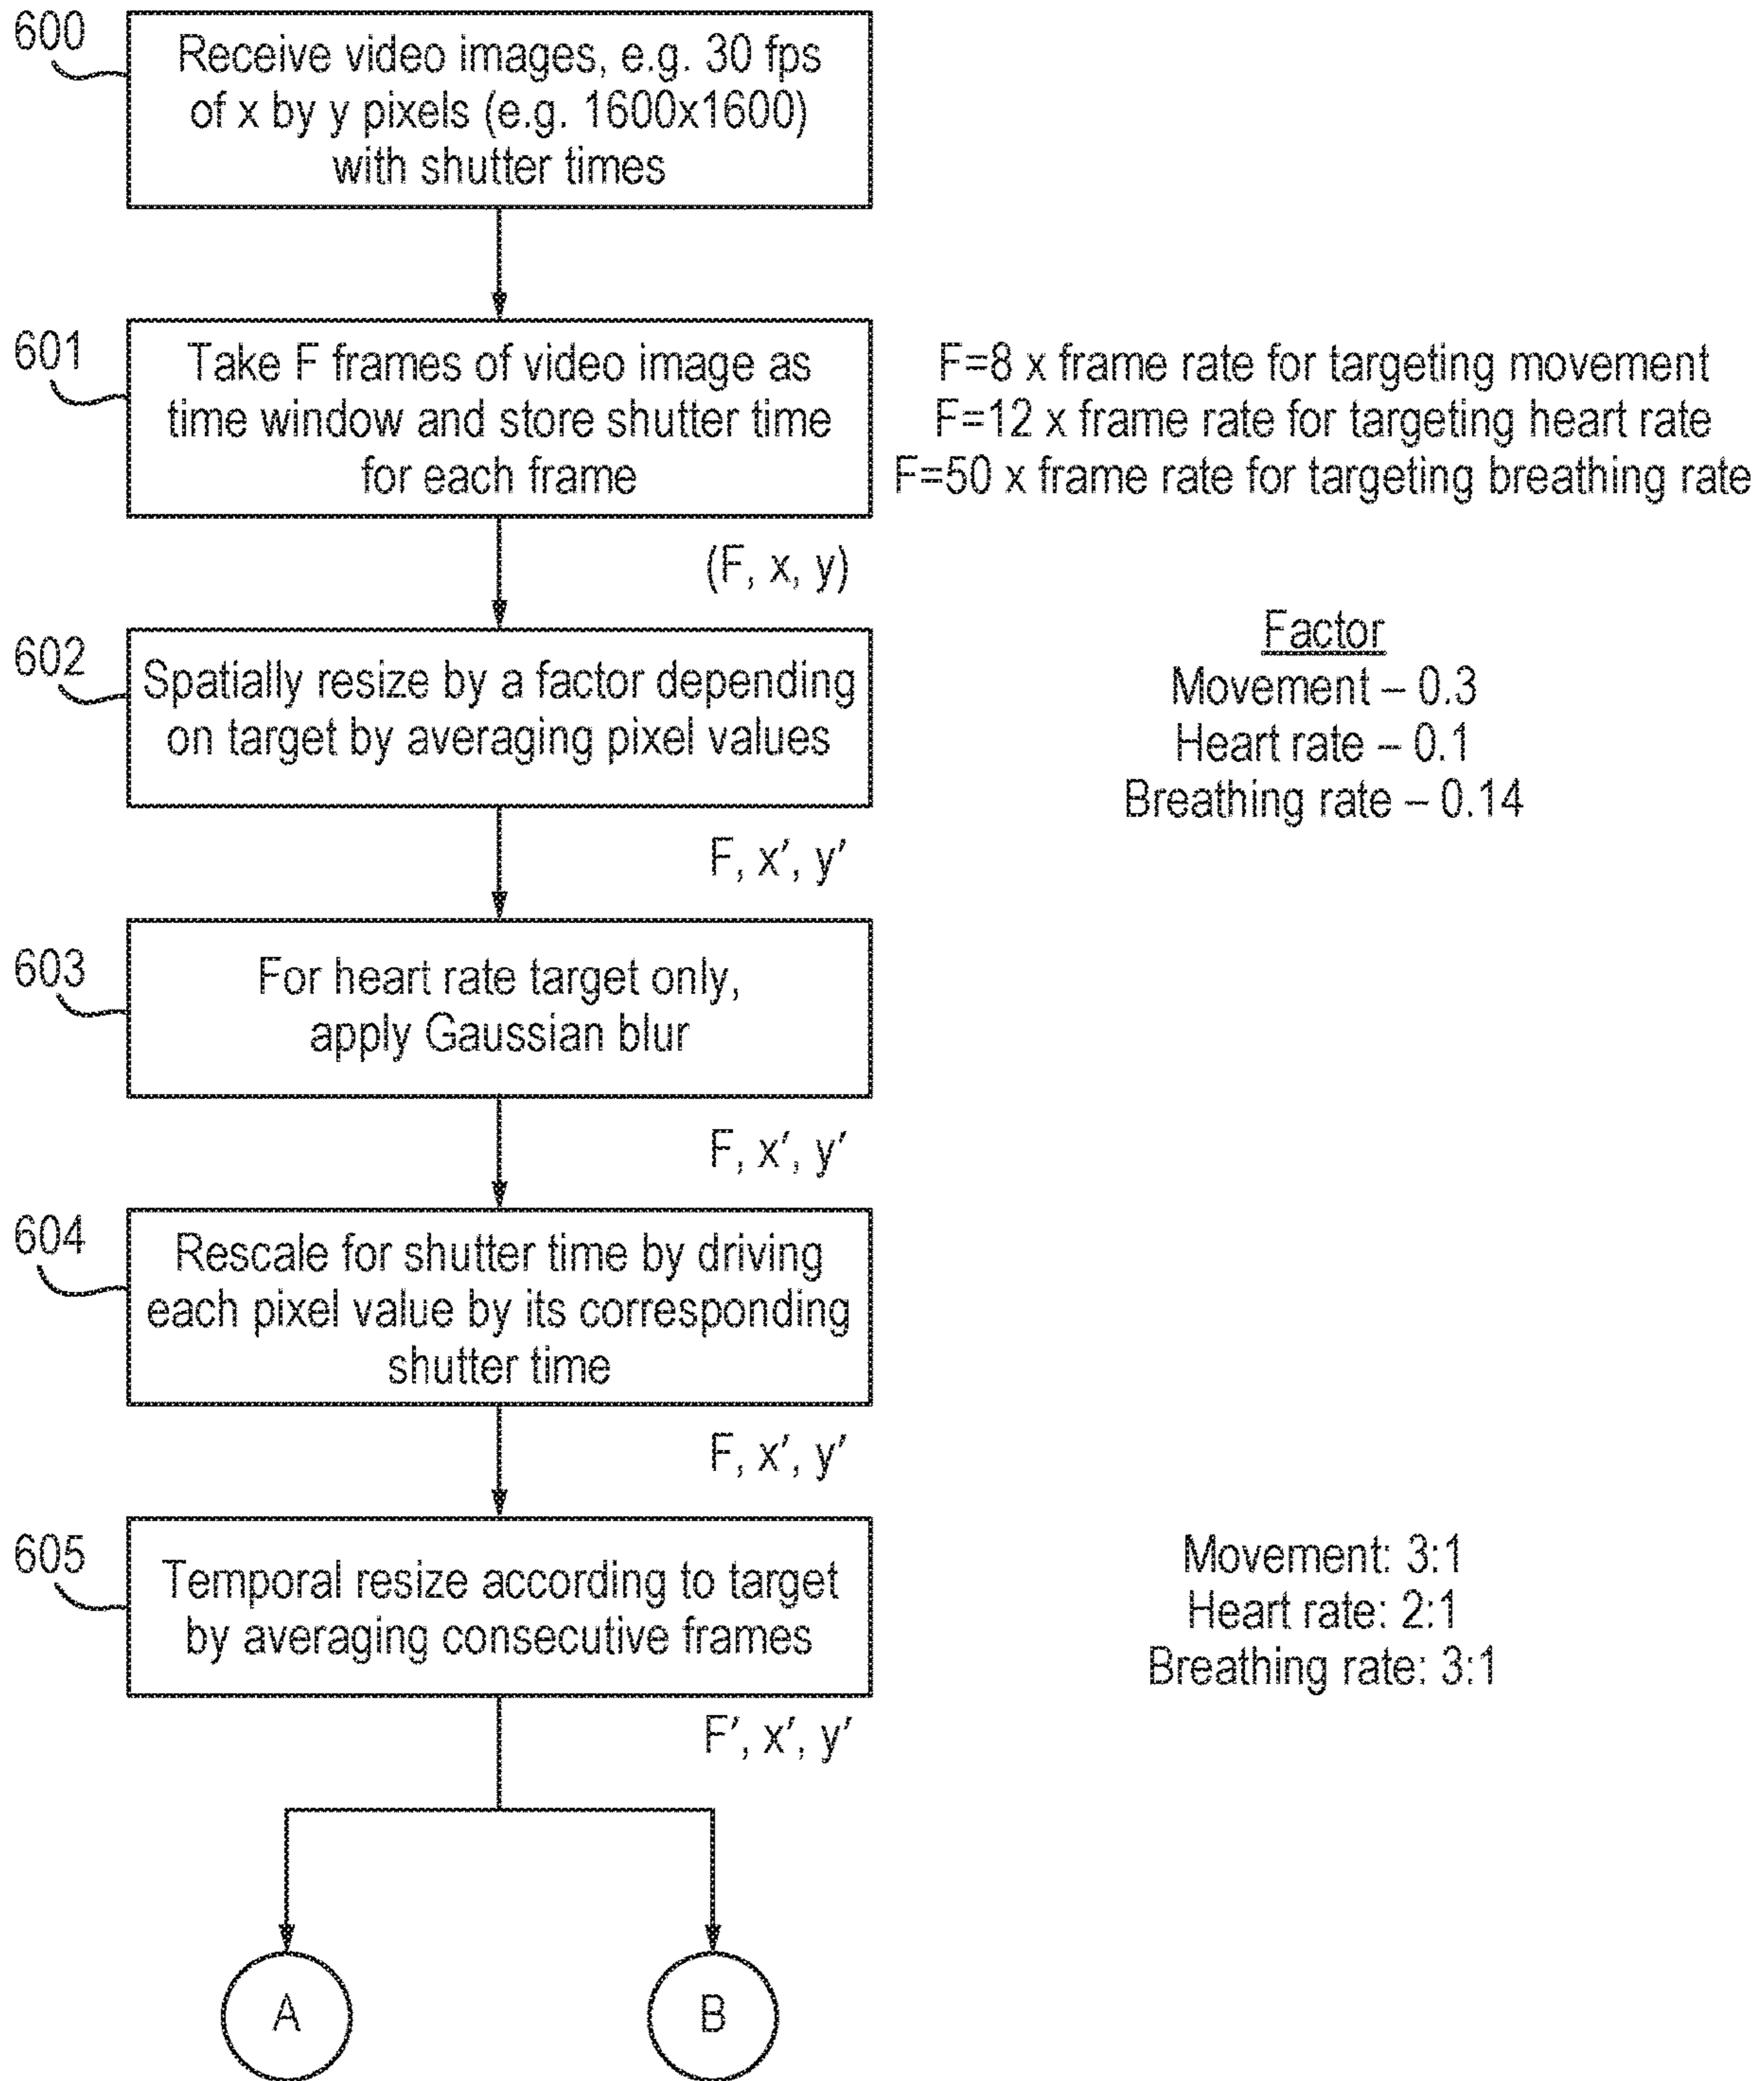 600
Receive video images, e.g. 30 fps
of x by y pixels (e.g. 1600x1600)
with shutter times
601
Take F frames of video image as
time window and store shutter time
for each frame
F=8 x frame rate for targeting movement
F=12 x frame rate for targeting heart rate
F=50 x frame rate for targeting breathing rate
(F, x, y)
602
Spatially resize by a factor depending
on target by averaging pixel values
Factor
Movement – 0.3
Heart rate – 0.1
Breathing rate – 0.14
F, x′, y′
603
For heart rate target only,
apply Gaussian blur
F, x′, y′
604
Rescale for shutter time by driving
each pixel value by its corresponding
shutter time
F, x′, y′
605
Temporal resize according to target
by averaging consecutive frames
Movement: 3:1
Heart rate: 2:1
Breathing rate: 3:1
F′, x′, y′
A
B